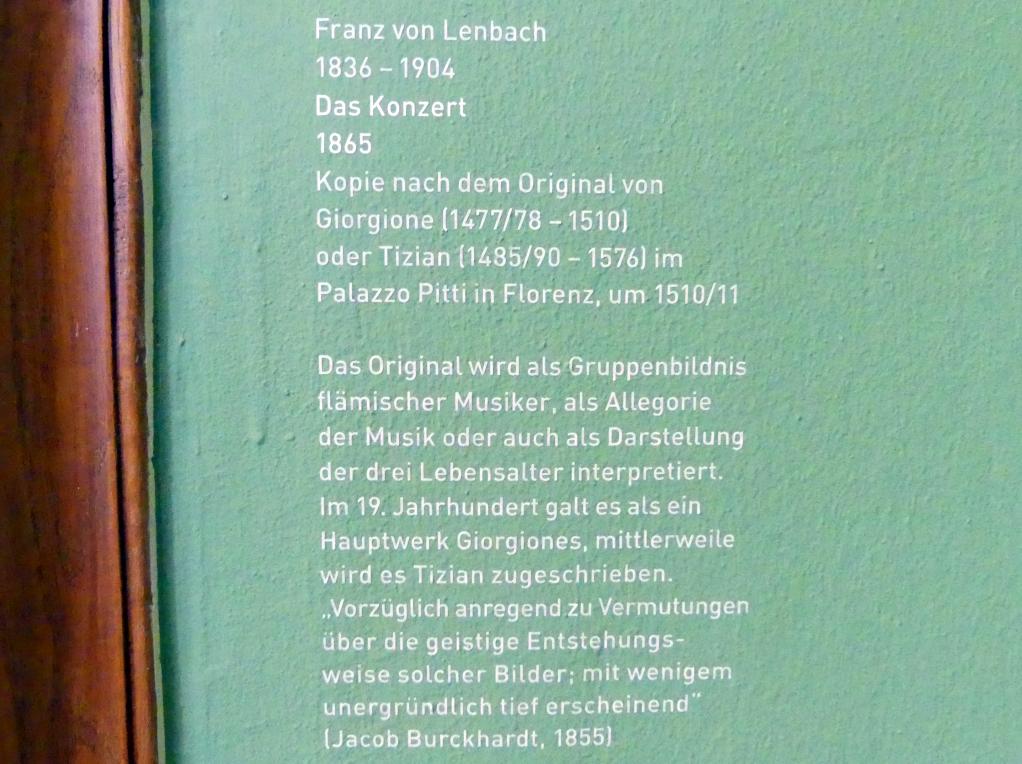 Franz von Lenbach
1836 – 1904
Das Konzert
1865
Kopie nach dem Original von
Giorgione (1477/78 – 1510)
oder Tizian (1485/90 – 1576) im
Palazzo Pitti in Florenz, um 1510/11
Das Original wird als Gruppenbildnis
flämischer Musiker, als Allegorie
der Musik oder auch als Darstellung
der drei Lebensalter interpretiert.
Im 19. Jahrhundert galt es als ein
Hauptwerk Giorgiones, mittlerweile
wird es Tizian zugeschrieben.
„Vorzüglich anregend zu Vermutungen
über die geistige Entstehungs-
weise solcher Bilder; mit wenigem
unergründlich tief erscheinend“
(Jacob Burckhardt, 1855)